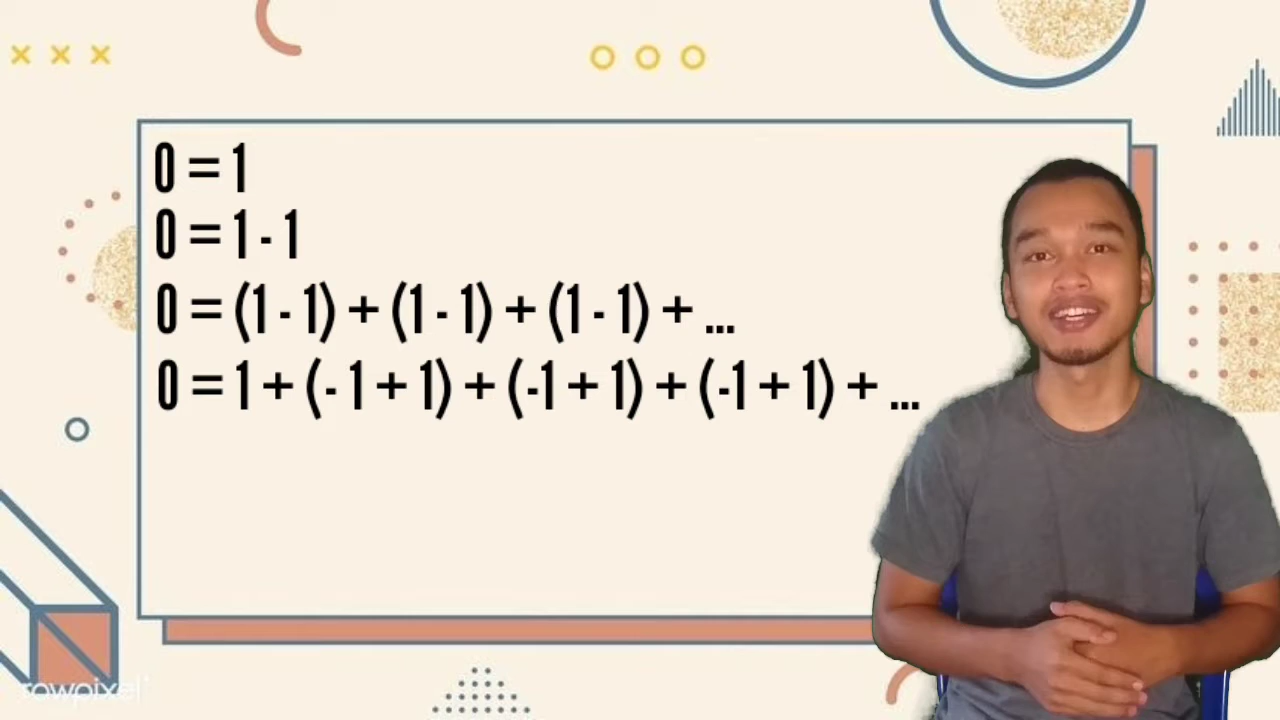 0 = 1
0 = 1 - 1
0 = (1 - 1) + (1 - 1) + (1 - 1) + ...
0 = 1 + (- 1 + 1) + (-1 + 1) + (-1 + 1) + ...
rawpixel